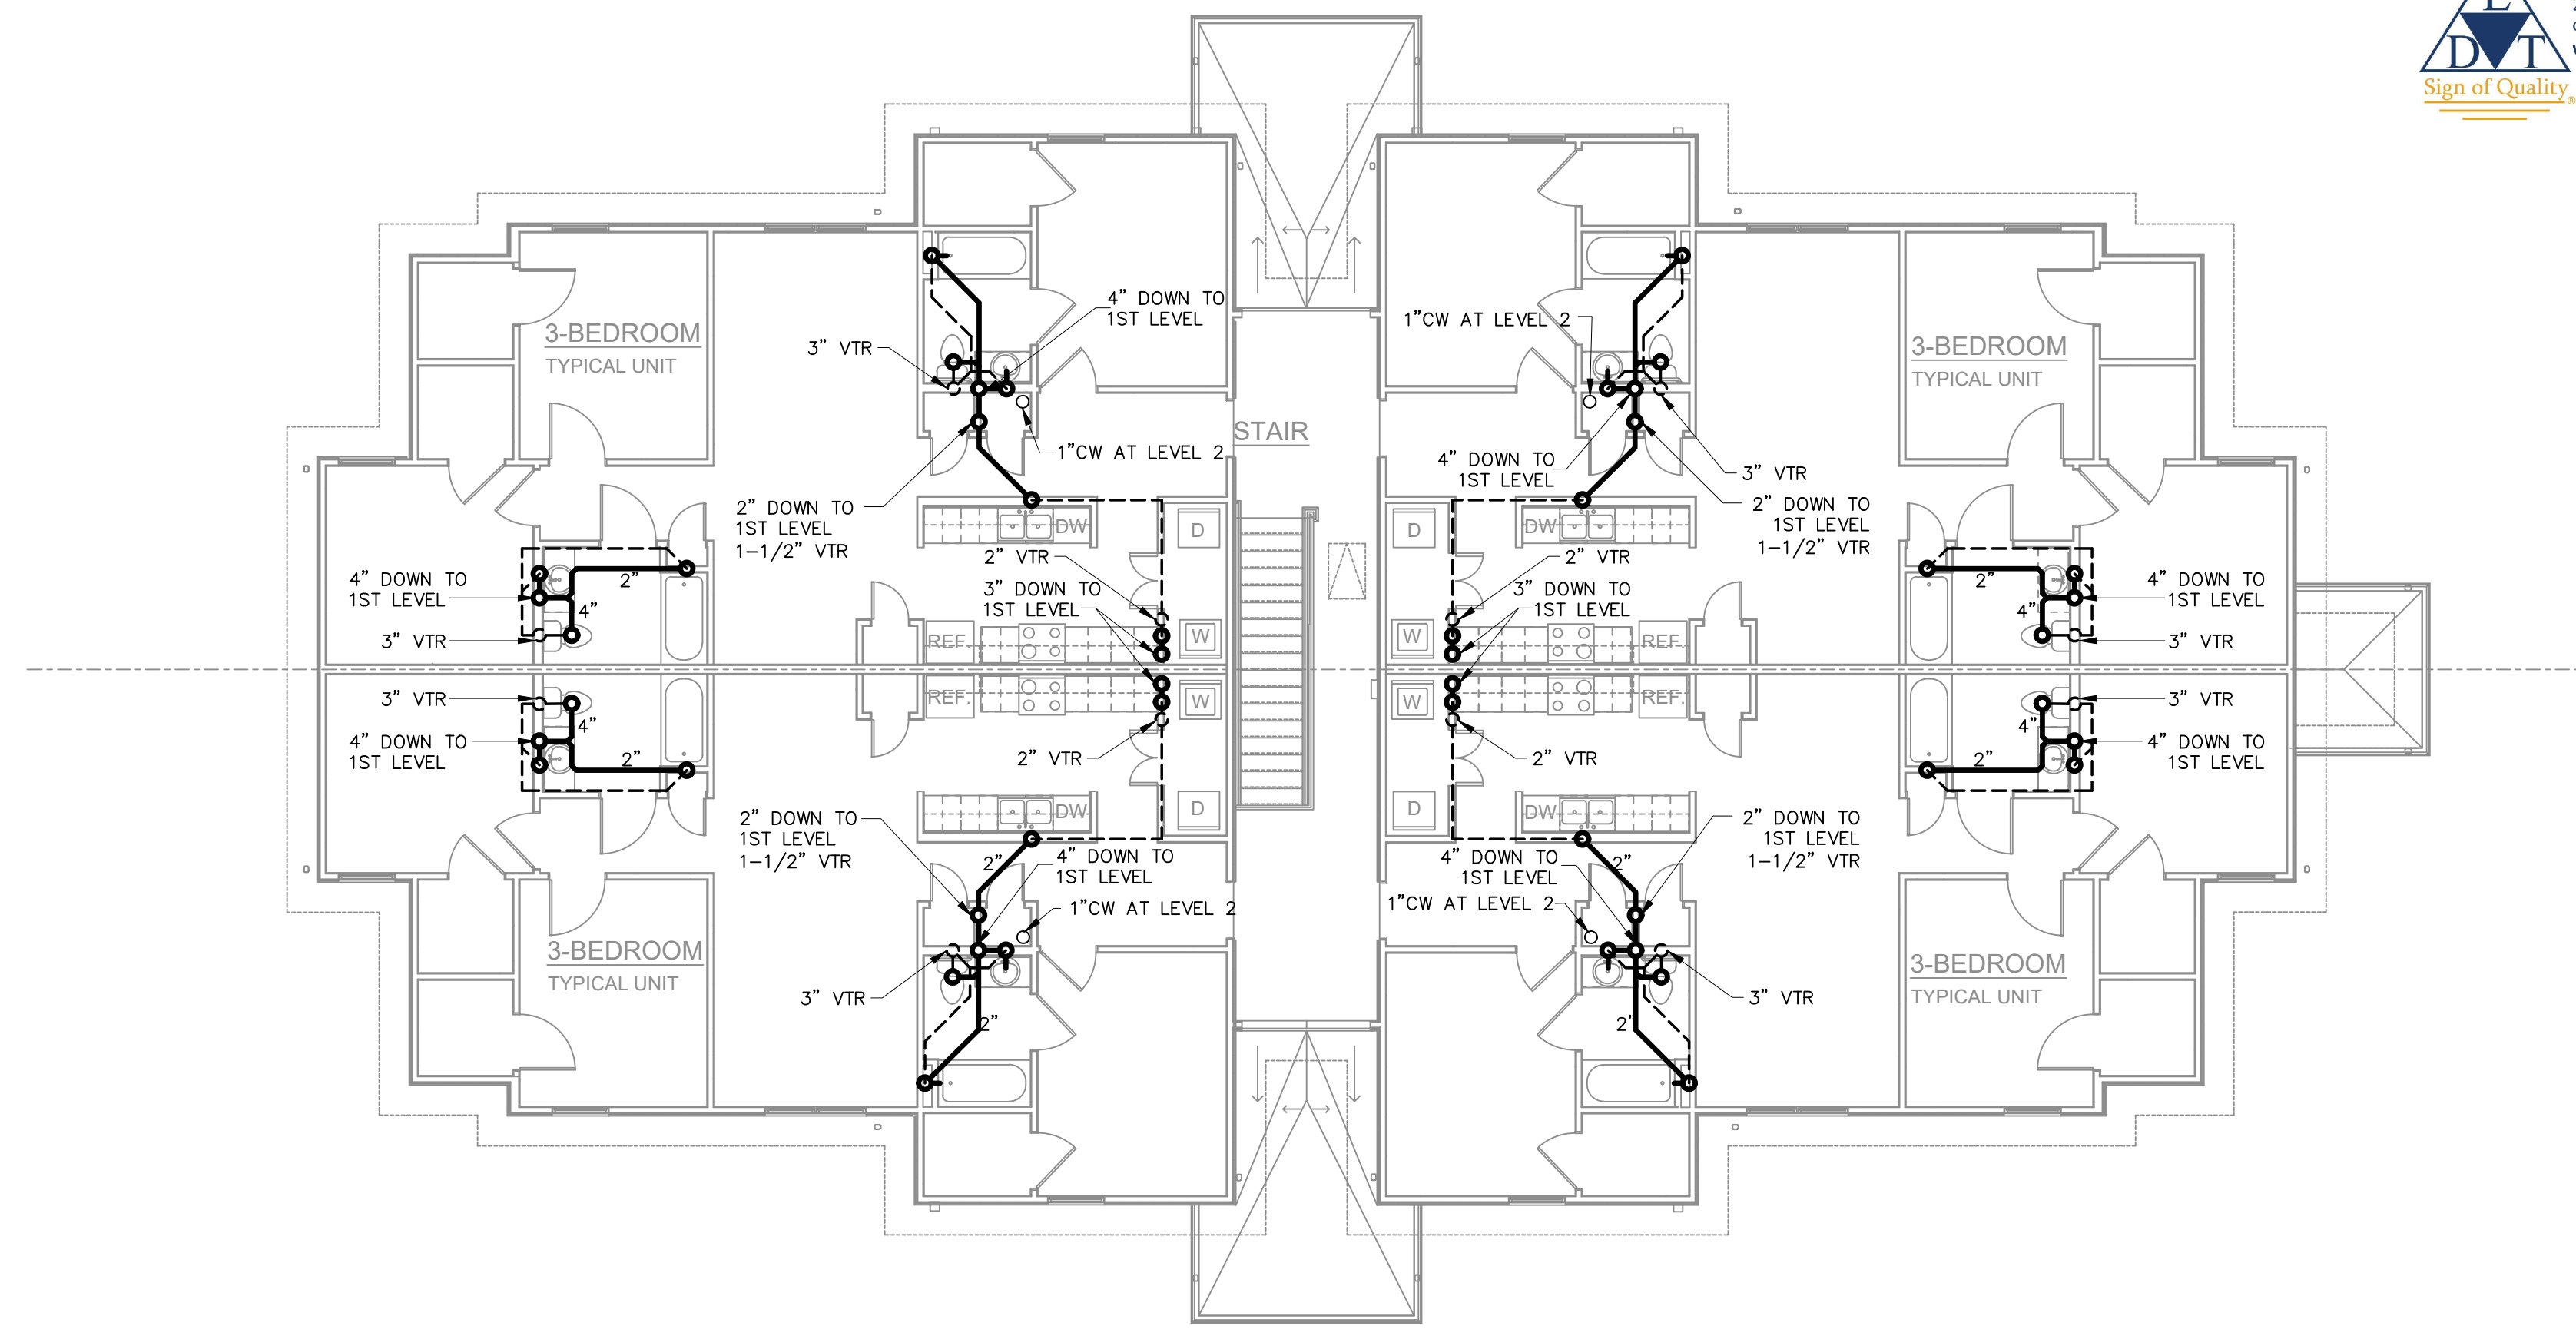 L
D T
Sign of Quality®
4” DOWN TO
1ST LEVEL
3” VTR
1”CW AT LEVEL 2
3-BEDROOM
TYPICAL UNIT
3-BEDROOM
TYPICAL UNIT
STAIR
1”CW AT LEVEL 2
4” DOWN TO
1ST LEVEL
3” VTR
2” DOWN TO
1ST LEVEL
1-1/2” VTR
2” DOWN TO
1ST LEVEL
1-1/2” VTR
DW
D
D
DW
2” VTR
2” VTR
4” DOWN TO
1ST LEVEL
2”
4”
3” DOWN TO
1ST LEVEL
3” DOWN TO
1ST LEVEL
2”
4”
4” DOWN TO
1ST LEVEL
3” VTR
REF.
W
W
REF.
3” VTR
3” VTR
REF.
W
W
REF.
3” VTR
4” DOWN TO
1ST LEVEL
4”
2”
2” VTR
2” VTR
4”
2”
4” DOWN TO
1ST LEVEL
2” DOWN TO
1ST LEVEL
1-1/2” VTR
DW
D
D
DW
2” DOWN TO
1ST LEVEL
1-1/2” VTR
2”
4” DOWN TO
1ST LEVEL
4” DOWN TO
1ST LEVEL
2”
1”CW AT LEVEL 2
1”CW AT LEVEL 2
3-BEDROOM
TYPICAL UNIT
3” VTR
2”
2”
3” VTR
3-BEDROOM
TYPICAL UNIT